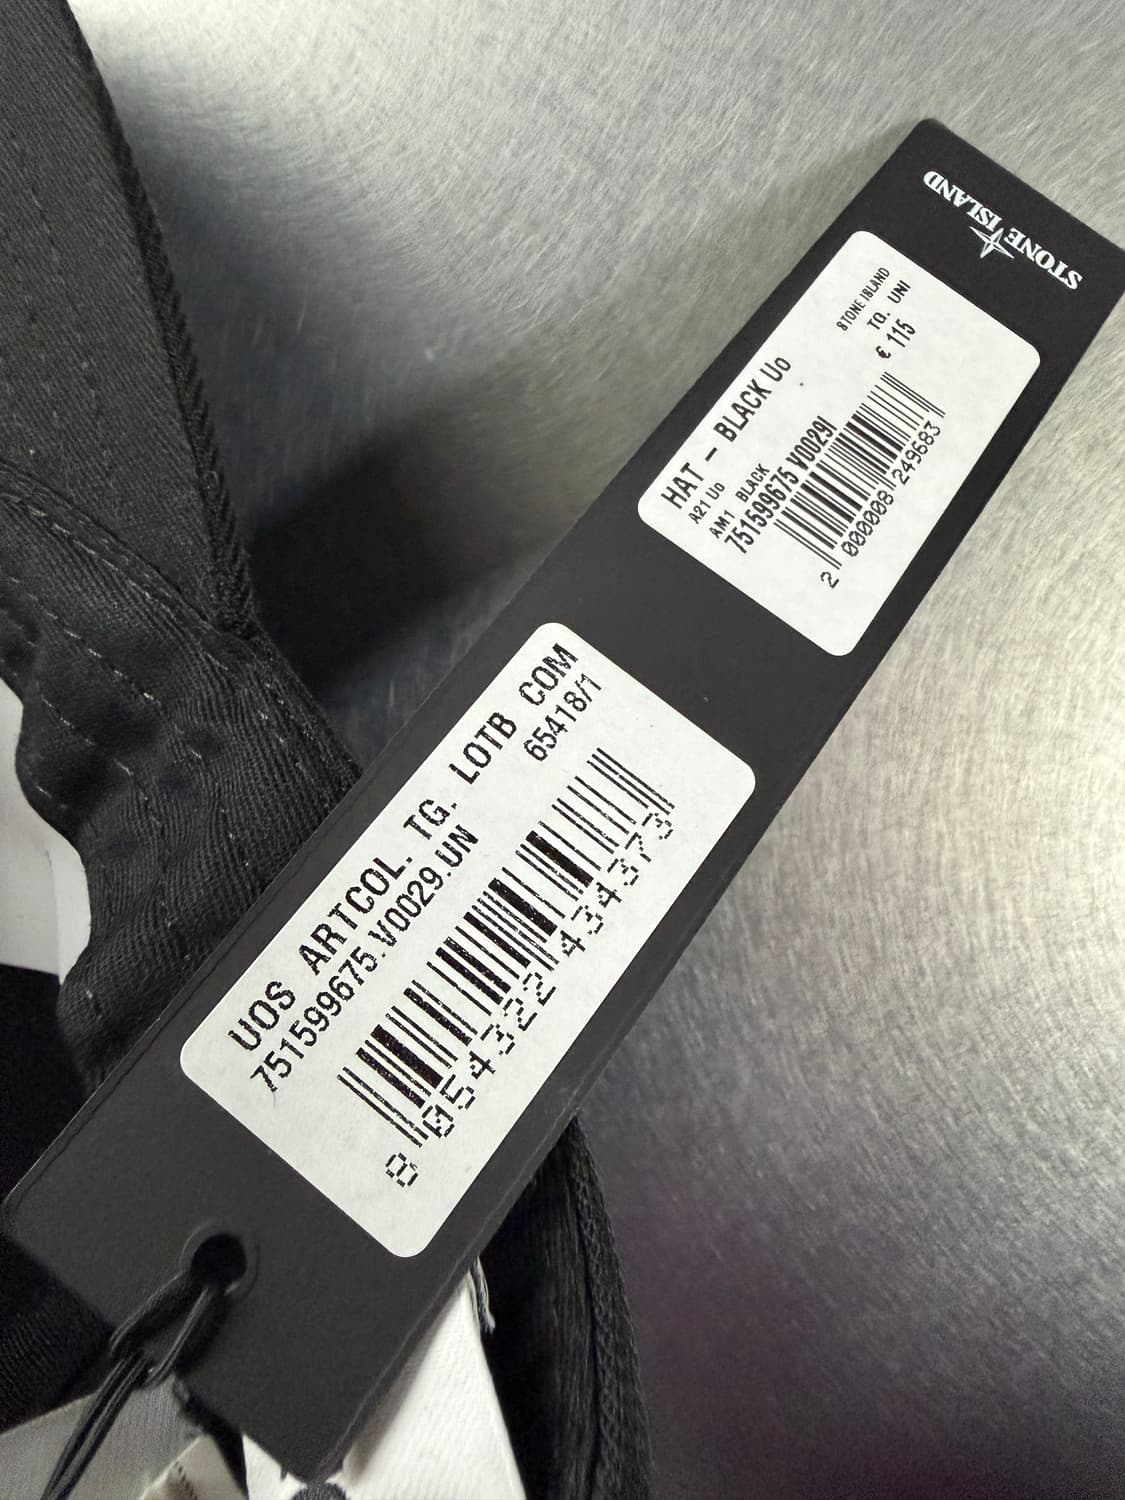 STONE ISLAND
STONE ISLAND
TG. UNI
€ 115
HAT - BLACK Uo
A21 Uo
AM1 BLACK
751599675 V0029I
2 000008 249683
UOS ARTCOL. TG. LOTB COM
751599675.V0029.UN 65418/1
8 054322 434373